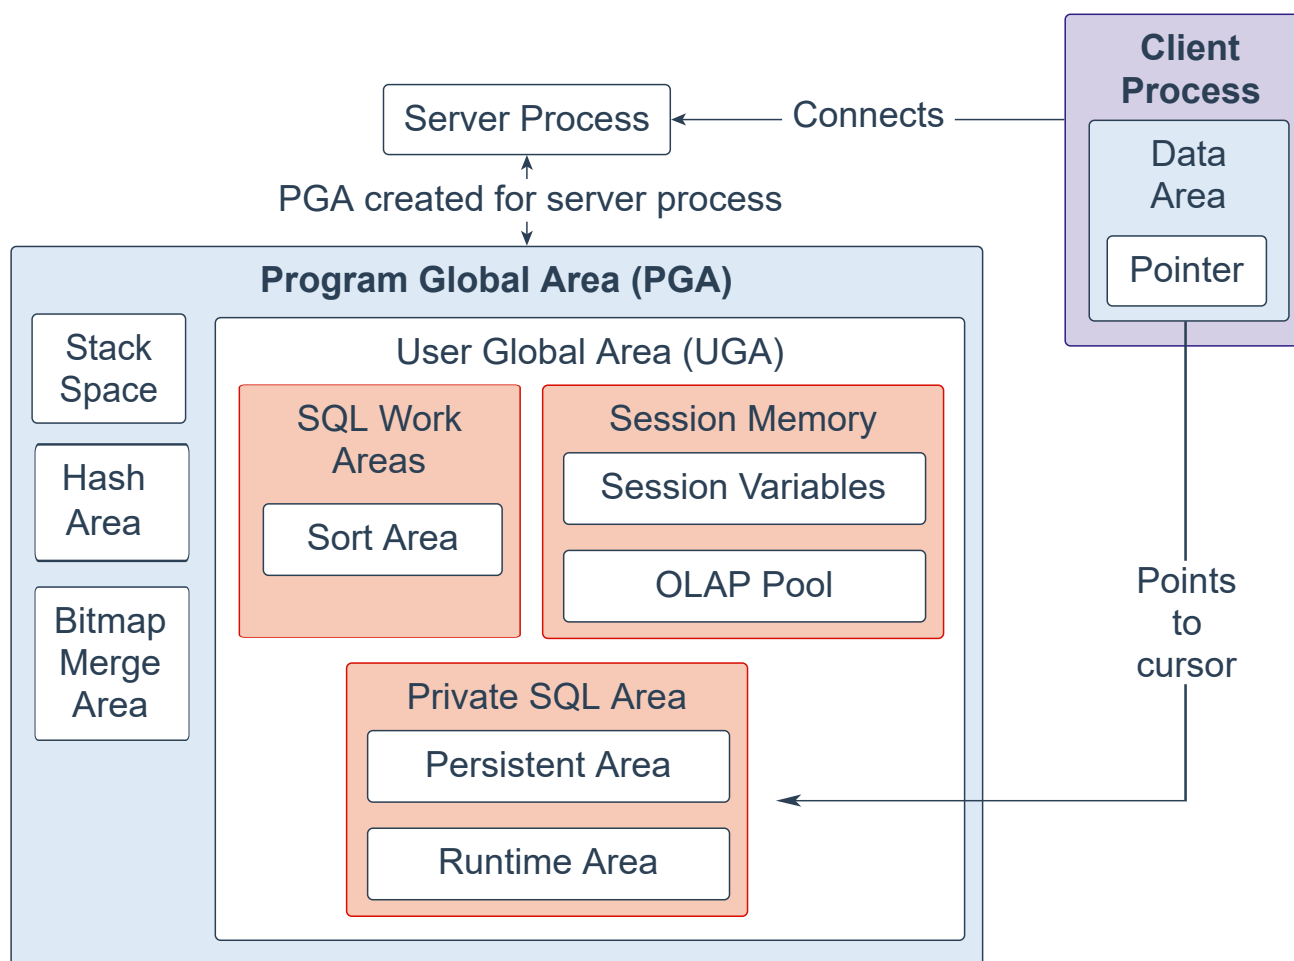 Client
Process
Server Process
Connects
Data
Area
PGA created for server process
Pointer
Program Global Area (PGA)
Stack
Space
Hash
Area
Bitmap
Merge
Area
User Global Area (UGA)
SQL Work
Areas
Sort Area
Session Memory
Session Variables
OLAP Pool
Private SQL Area
Persistent Area
Runtime Area
Points
to
cursor